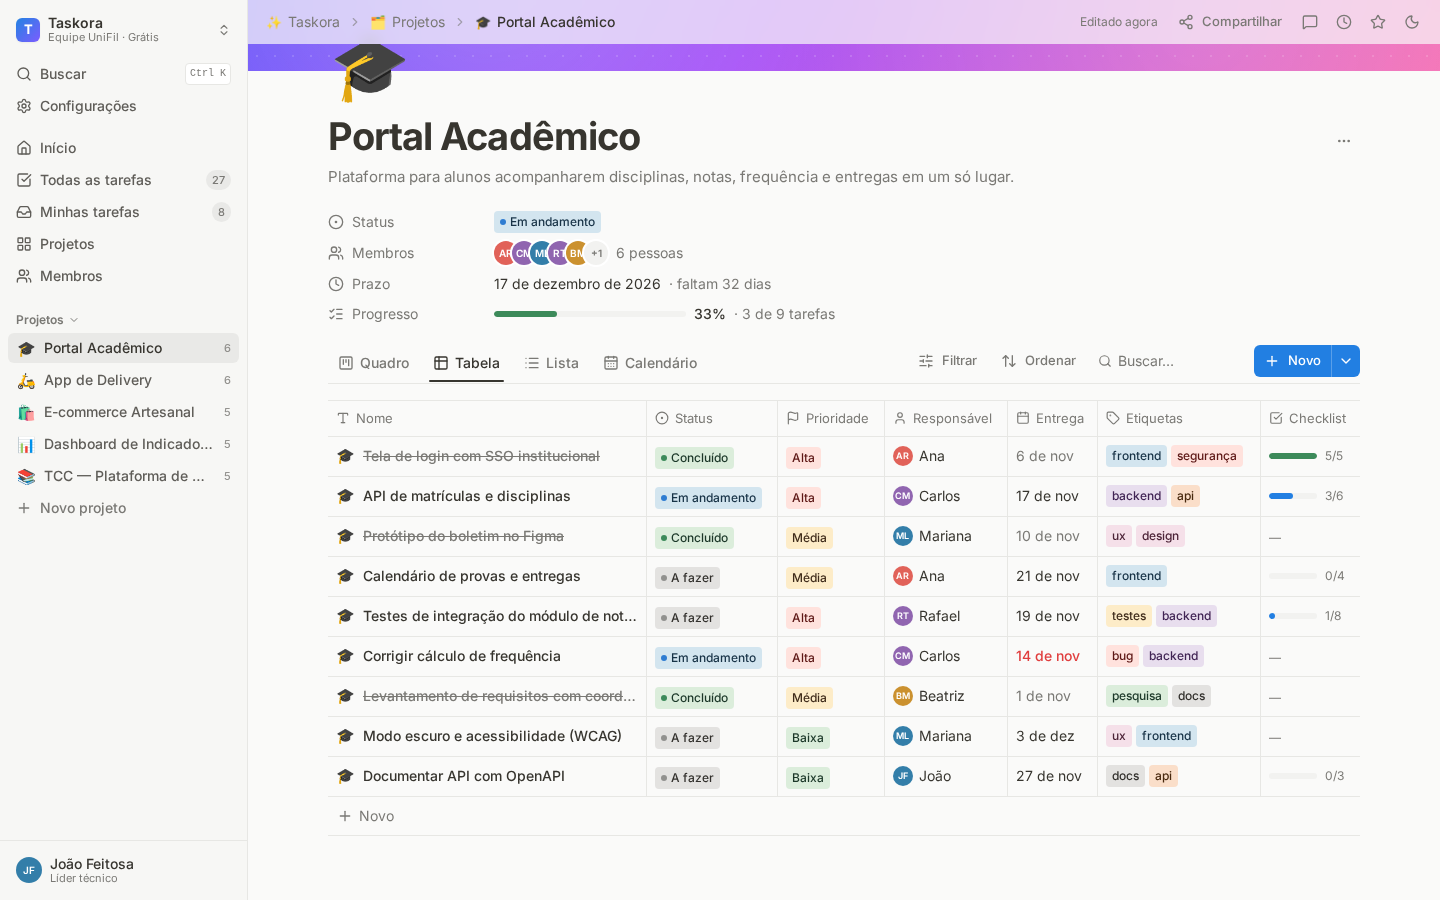 Taskora
Equipe UniFil · Grátis
Buscar Ctrl K
Configurações
Início
Todas as tarefas 27
Minhas tarefas 8
Projetos
Membros
Projetos
Portal Acadêmico 6
App de Delivery 6
E-commerce Artesanal 5
Dashboard de Indicado... 5
TCC — Plataforma de ... 5
Novo projeto
João Feitosa
Líder técnico
JF
T
Taskora Projetos Portal Acadêmico Editado agora Compartilhar
Portal Acadêmico
Plataforma para alunos acompanharem disciplinas, notas, frequência e entregas em um só lugar.
Status Em andamento
Membros +1 6 pessoas
Prazo 17 de dezembro de 2026 · faltam 32 dias
Progresso 33% · 3 de 9 tarefas
Quadro Tabela Lista Calendário Filtrar Ordenar Buscar... Novo
Nome Status Prioridade Responsável Entrega Etiquetas Checklist
Tela de login com SSO institucional Concluído Alta AR Ana 6 de nov frontend segurança 5/5
API de matrículas e disciplinas Em andamento Alta CM Carlos 17 de nov backend api 3/6
Protótipo do boletim no Figma Concluído Média ML Mariana 10 de nov ux design —
Calendário de provas e entregas A fazer Média AR Ana 21 de nov frontend 0/4
Testes de integração do módulo de not... A fazer Alta RT Rafael 19 de nov testes backend 1/8
Corrigir cálculo de frequência Em andamento Alta CM Carlos 14 de nov bug backend —
Levantamento de requisitos com coord... Concluído Média BM Beatriz 1 de nov pesquisa docs —
Modo escuro e acessibilidade (WCAG) A fazer Baixa ML Mariana 3 de dez ux frontend —
Documentar API com OpenAPI A fazer Baixa JF João 27 de nov docs api 0/3
Novo